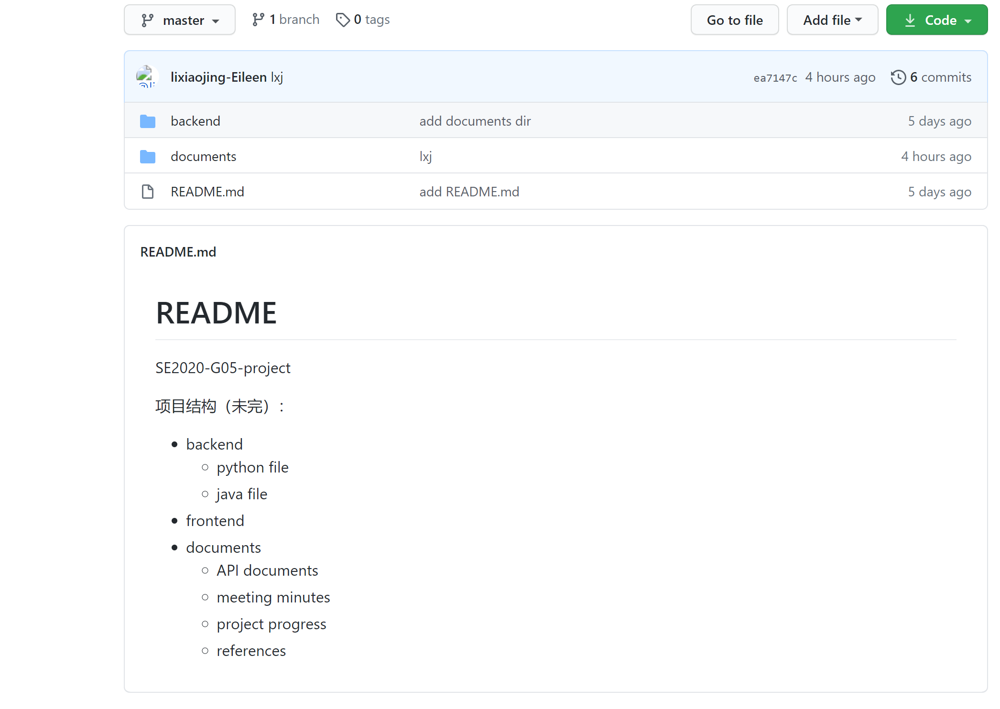 master
1 branch
0 tags
Go to file
Add file
Code
lixiaojing-Eileen lxj
ea7147c 4 hours ago
6 commits
backend
add documents dir
5 days ago
documents
lxj
4 hours ago
README.md
add README.md
5 days ago
README.md
README
SE2020-G05-project
项目结构（未完）：
backend
python file
java file
frontend
documents
API documents
meeting minutes
project progress
references